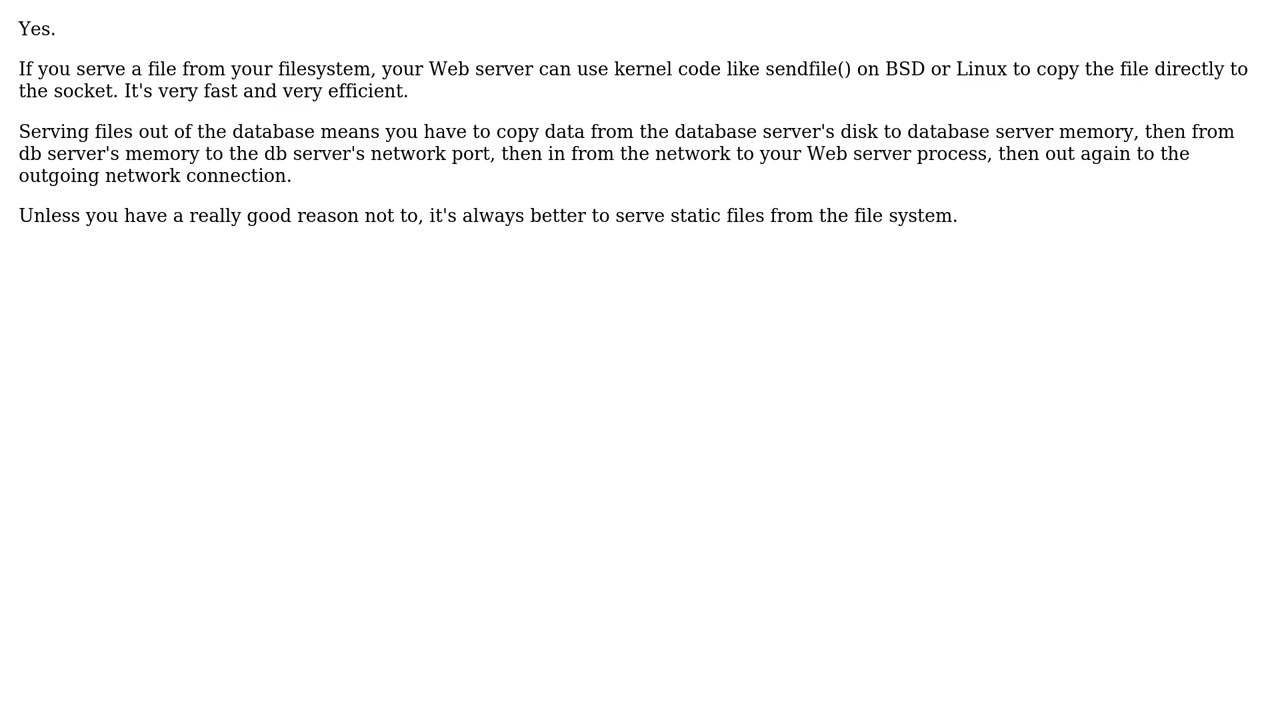 Yes.
If you serve a file from your filesystem, your Web server can use kernel code like sendfile() on BSD or Linux to copy the file directly to
the socket. It's very fast and very efficient.
Serving files out of the database means you have to copy data from the database server's disk to database server memory, then from
db server's memory to the db server's network port, then in from the network to your Web server process, then out again to the
outgoing network connection.
Unless you have a really good reason not to, it's always better to serve static files from the file system.